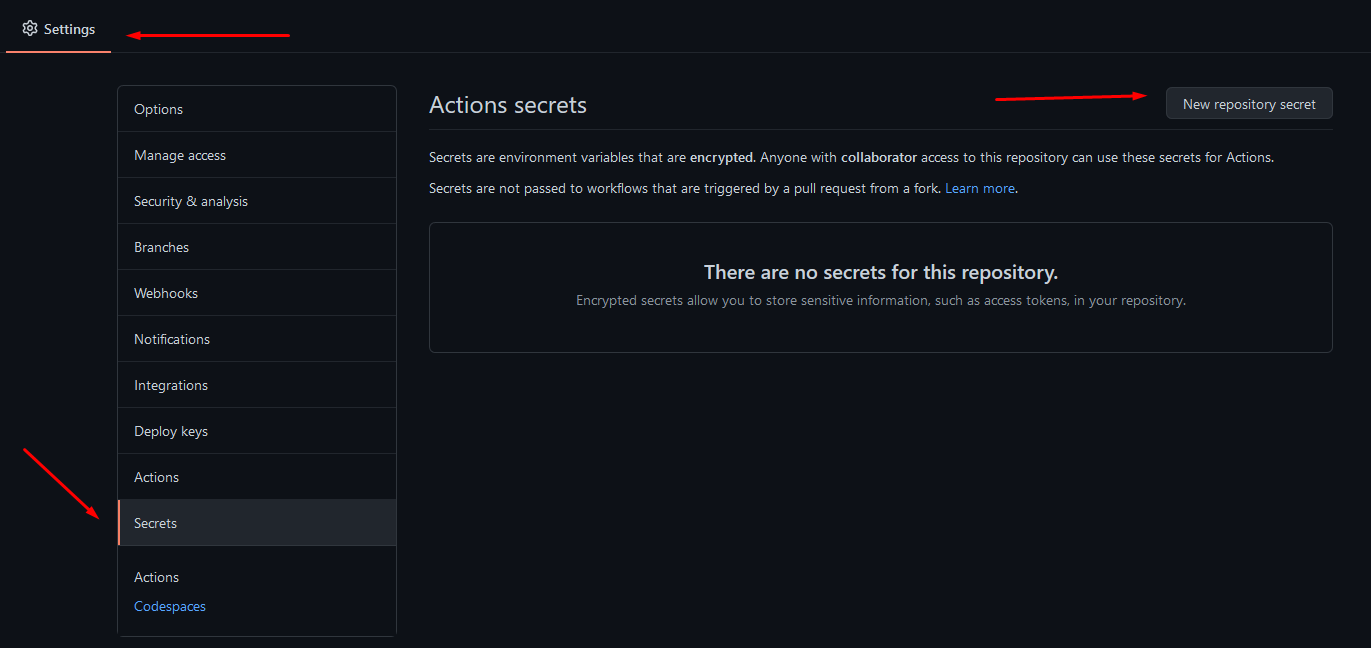 Settings
Options
Manage access
Security & analysis
Branches
Webhooks
Notifications
Integrations
Deploy keys
Actions
Secrets
Actions
Codespaces
Actions secrets
New repository secret
Secrets are environment variables that are encrypted. Anyone with collaborator access to this repository can use these secrets for Actions.
Secrets are not passed to workflows that are triggered by a pull request from a fork. Learn more.
There are no secrets for this repository.
Encrypted secrets allow you to store sensitive information, such as access tokens, in your repository.